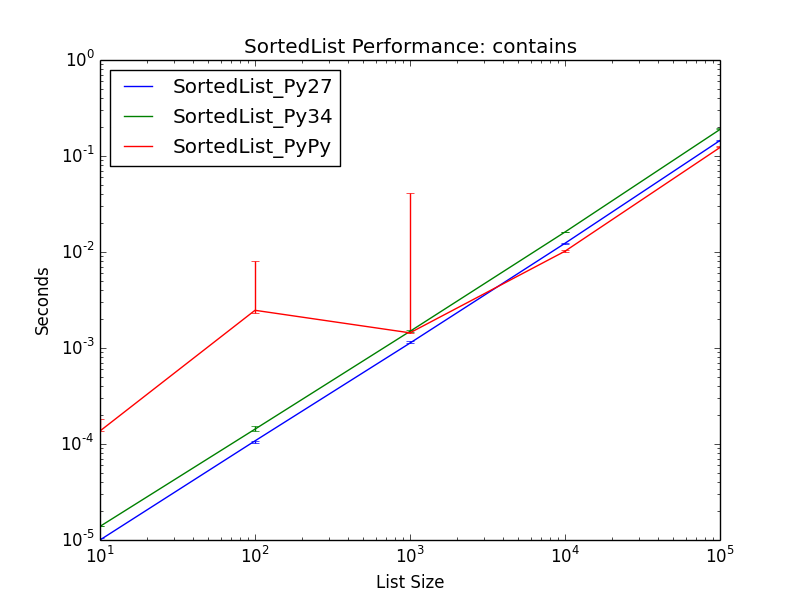 SortedList Performance: contains
SortedList_Py27
SortedList_Py34
SortedList_PyPy
10^0
10^-1
10^-2
10^-3
10^-4
10^-5
Seconds
10^1 10^2 10^3 10^4 10^5
List Size